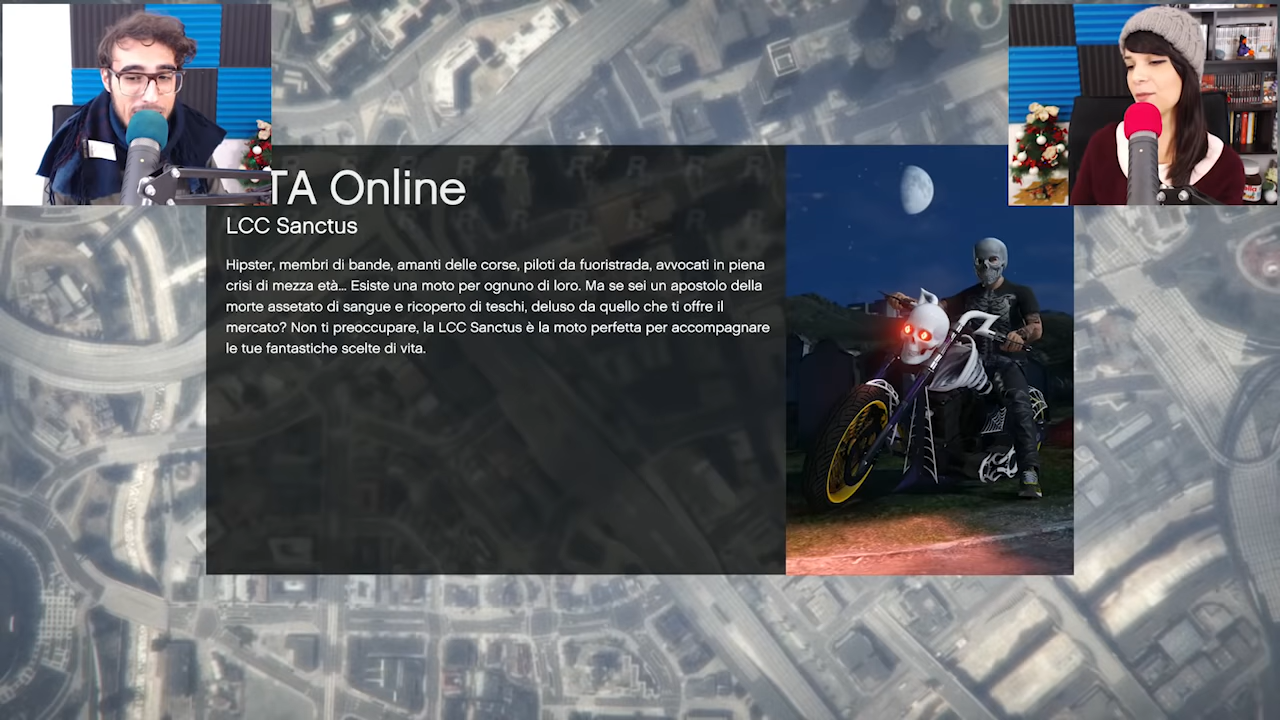 TA Online
LCC Sanctus
Hipster, membri di bande, amanti delle corse, piloti da fuoristrada, avvocati in piena
crisi di mezza età... Esiste una moto per ognuno di loro. Ma se sei un apostolo della
morte assetato di sangue e ricoperto di teschi, deluso da quello che ti offre il
mercato? Non ti preoccupare, la LCC Sanctus è la moto perfetta per accompagnare
le tue fantastiche scelte di vita.